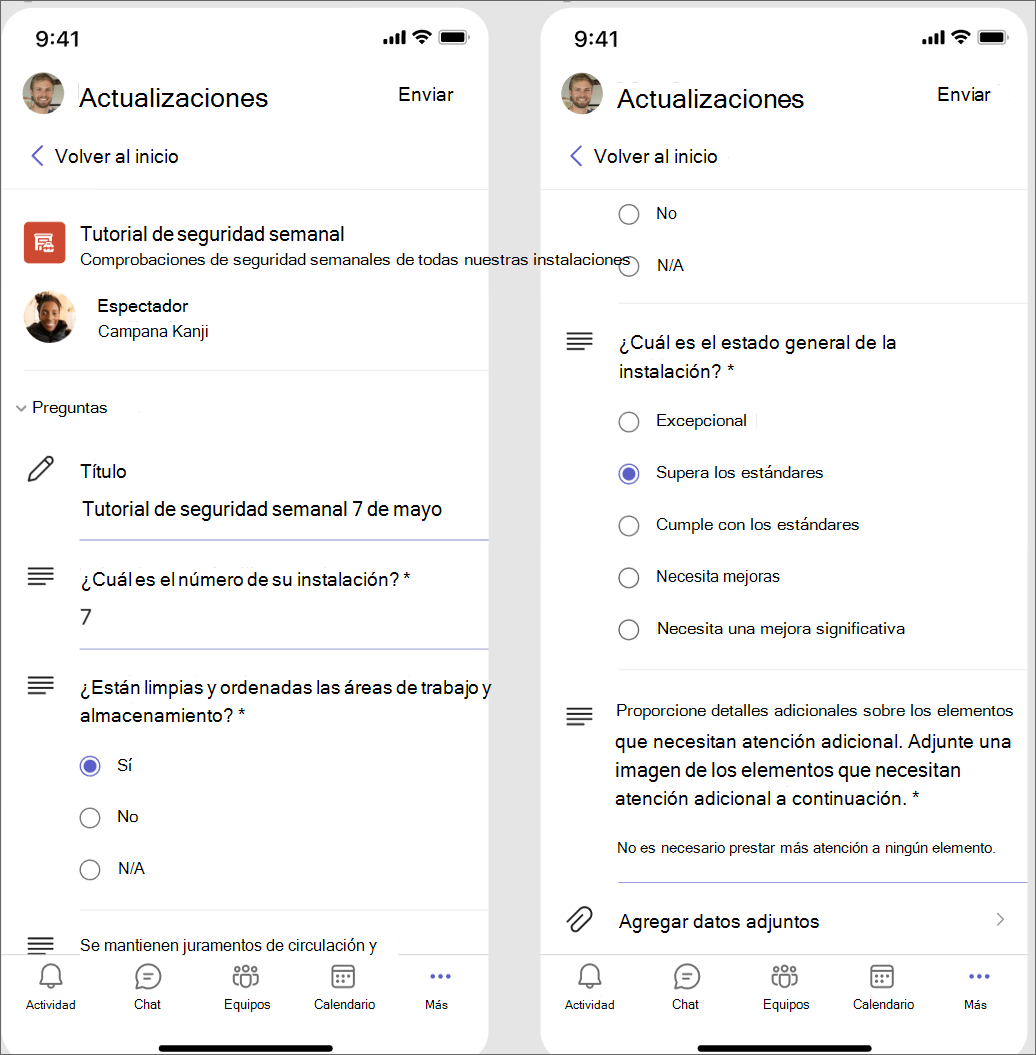 9:41
Actualizaciones
Enviar
Volver al inicio
Tutorial de seguridad semanal
Comprobaciones de seguridad semanales de todas nuestras instalaciones
Espectador
Campana Kanji
Preguntas
Título
Tutorial de seguridad semanal 7 de mayo
¿Cuál es el número de su instalación? *
7
¿Están limpias y ordenadas las áreas de trabajo y
almacenamiento? *
Sí
No
N/A
Se mantienen juramentos de circulación y
Actividad
Chat
Equipos
Calendario
Más
9:41
Actualizaciones
Enviar
Volver al inicio
No
N/A
¿Cuál es el estado general de la
instalación? *
Excepcional
Supera los estándares
Cumple con los estándares
Necesita mejoras
Necesita una mejora significativa
Proporcione detalles adicionales sobre los elementos
que necesitan atención adicional. Adjunte una
imagen de los elementos que necesitan
atención adicional a continuación. *
No es necesario prestar más atención a ningún elemento.
Agregar datos adjuntos
Actividad
Chat
Equipos
Calendario
Más